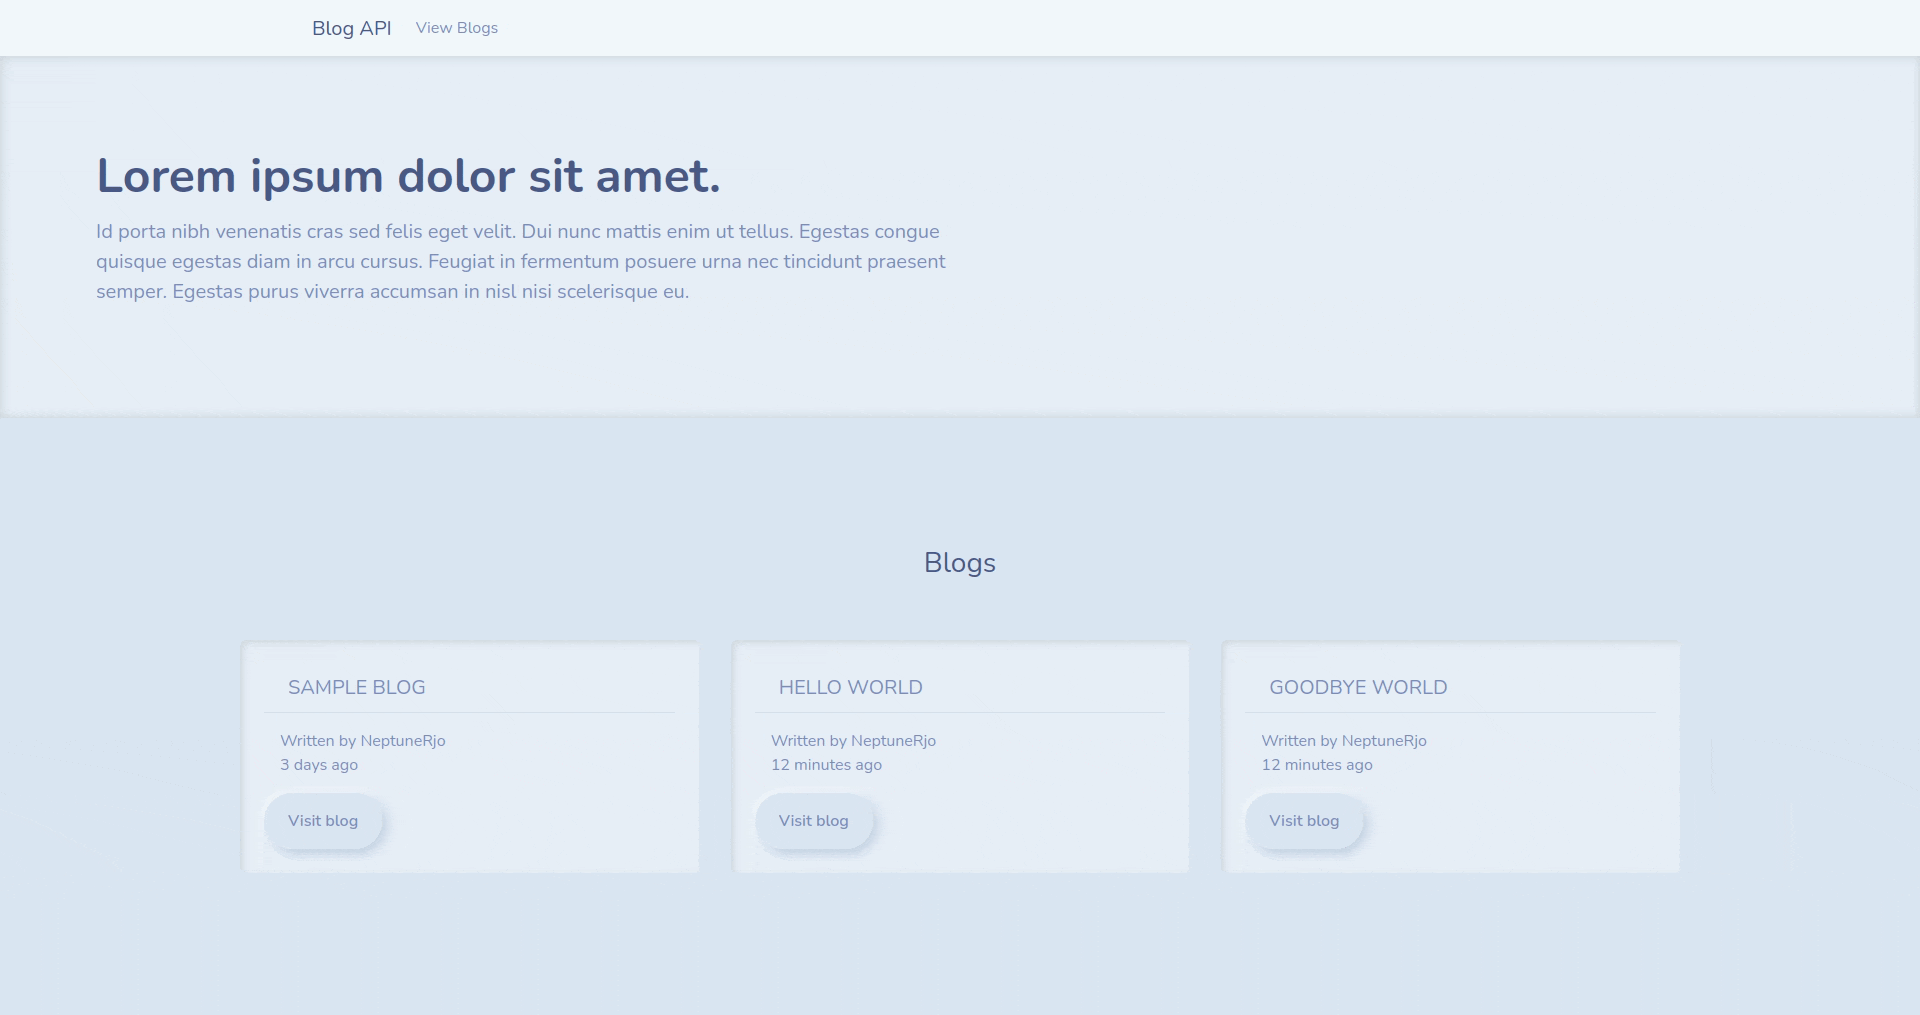 Blog API View Blogs
Lorem ipsum dolor sit amet.
Id porta nibh venenatis cras sed felis eget velit. Dui nunc mattis enim ut tellus. Egestas congue
quisque egestas diam in arcu cursus. Feugiat in fermentum posuere urna nec tincidunt praesent
semper. Egestas purus viverra accumsan in nisl nisi scelerisque eu.
Blogs
SAMPLE BLOG
Written by NeptuneRjo
3 days ago
Visit blog
HELLO WORLD
Written by NeptuneRjo
12 minutes ago
Visit blog
GOODBYE WORLD
Written by NeptuneRjo
12 minutes ago
Visit blog